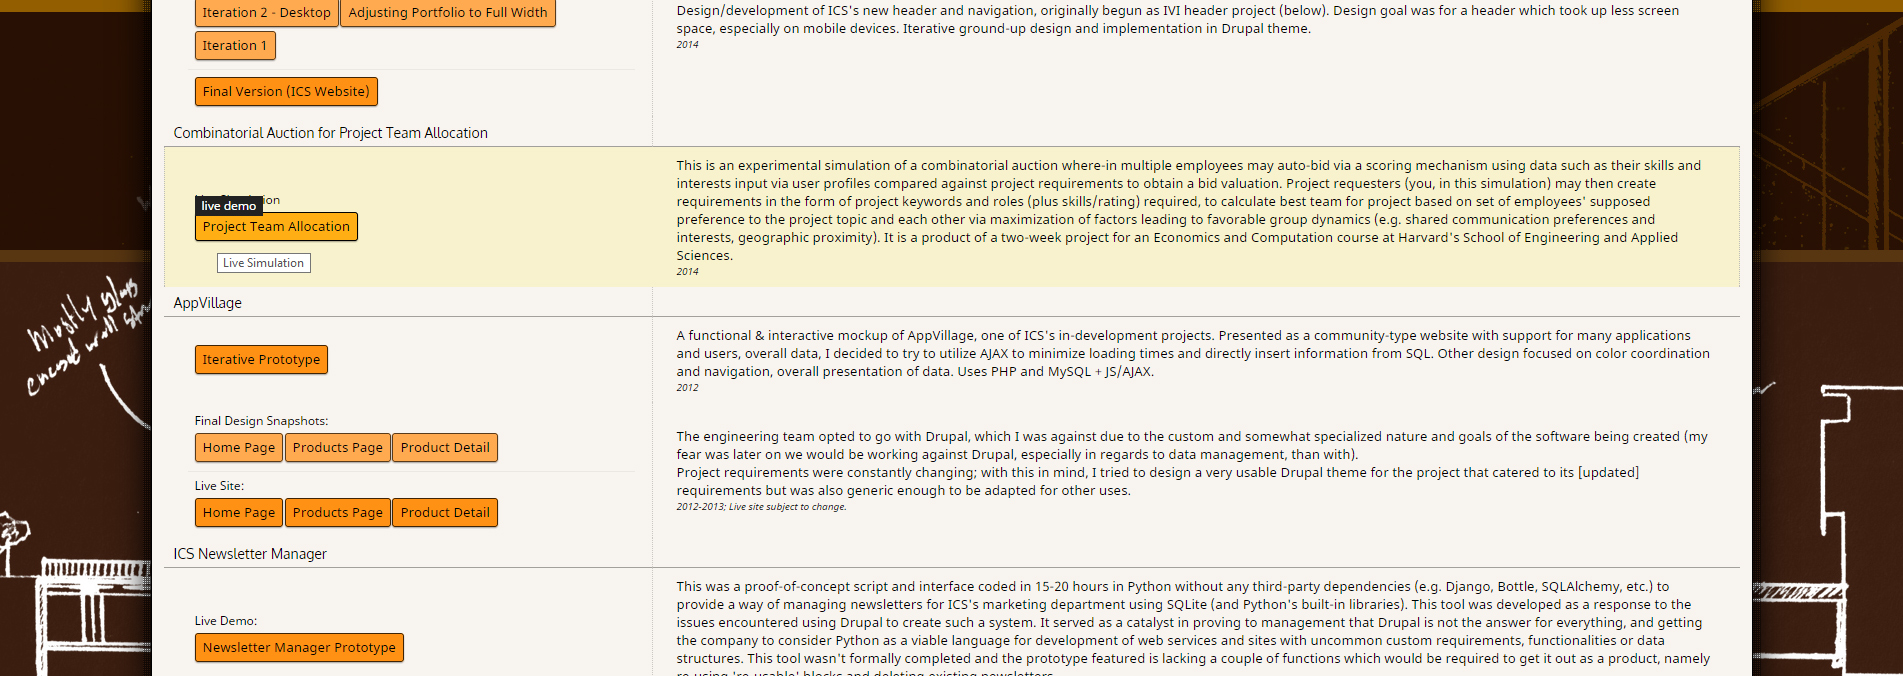 Iteration 2 - Desktop Adjusting Portfolio to Full Width
Iteration 1
Final Version (ICS Website)
Design/development of ICS's new header and navigation, originally begun as IVI header project (below). Design goal was for a header which took up less screen
space, especially on mobile devices. Iterative ground-up design and implementation in Drupal theme.
2014
Combinatorial Auction for Project Team Allocation
live demo
Project Team Allocation
Live Simulation
This is an experimental simulation of a combinatorial auction where-in multiple employees may auto-bid via a scoring mechanism using data such as their skills and
interests input via user profiles compared against project requirements to obtain a bid valuation. Project requesters (you, in this simulation) may then create
requirements in the form of project keywords and roles (plus skills/rating) required, to calculate best team for project based on set of employees' supposed
preference to the project topic and each other via maximization of factors leading to favorable group dynamics (e.g. shared communication preferences and
interests, geographic proximity). It is a product of a two-week project for an Economics and Computation course at Harvard's School of Engineering and Applied
Sciences.
2014
AppVillage
Iterative Prototype
A functional & interactive mockup of AppVillage, one of ICS's in-development projects. Presented as a community-type website with support for many applications
and users, overall data, I decided to try to utilize AJAX to minimize loading times and directly insert information from SQL. Other design focused on color coordination
and navigation, overall presentation of data. Uses PHP and MySQL + JS/AJAX.
2012
Final Design Snapshots:
Home Page Products Page Product Detail
Live Site:
Home Page Products Page Product Detail
The engineering team opted to go with Drupal, which I was against due to the custom and somewhat specialized nature and goals of the software being created (my
fear was later on we would be working against Drupal, especially in regards to data management, than with).
Project requirements were constantly changing; with this in mind, I tried to design a very usable Drupal theme for the project that catered to its [updated]
requirements but was also generic enough to be adapted for other uses.
2012-2013; Live site subject to change.
ICS Newsletter Manager
Live Demo:
Newsletter Manager Prototype
This was a proof-of-concept script and interface coded in 15-20 hours in Python without any third-party dependencies (e.g. Django, Bottle, SQLAlchemy, etc.) to
provide a way of managing newsletters for ICS's marketing department using SQLite (and Python's built-in libraries). This tool was developed as a response to the
issues encountered using Drupal to create such a system. It served as a catalyst in proving to management that Drupal is not the answer for everything, and getting
the company to consider Python as a viable language for development of web services and sites with uncommon custom requirements, functionalities or data
structures. This tool wasn't formally completed and the prototype featured is lacking a couple of functions which would be required to get it out as a product, namely
re-using 're-usable' blocks and deleting existing newsletters.
Mostly glass